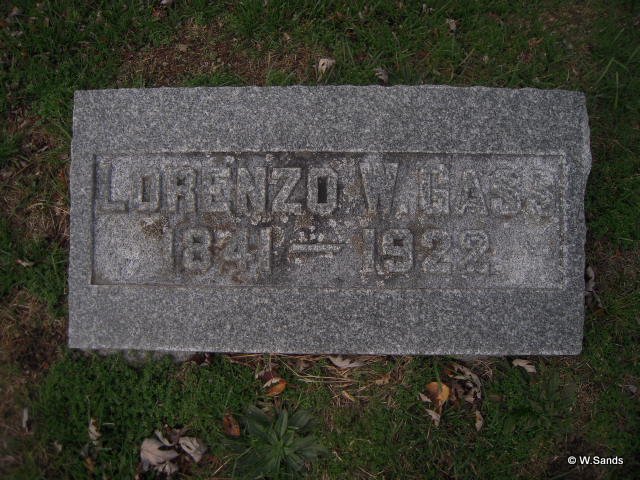 LORENZO W. GASS
1841 - 1922
© W.Sands